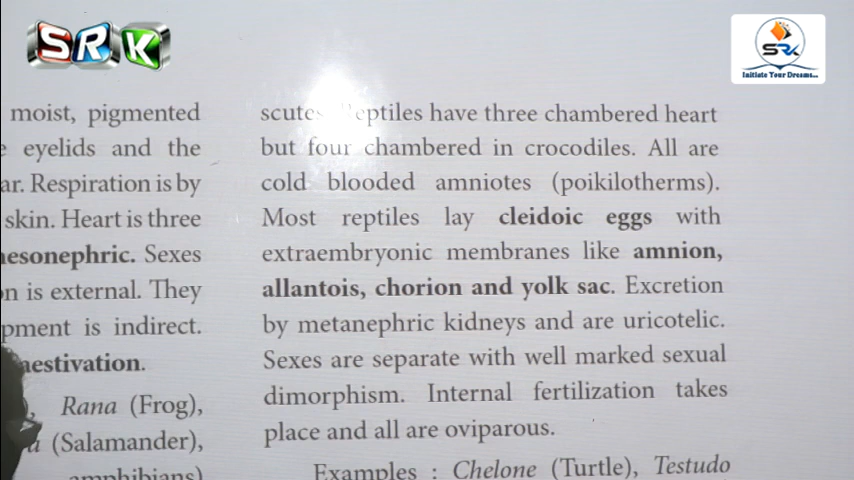 SRK
SRK
Initiate Your Dreams...
moist, pigmented
eyelids and the
ar. Respiration is by
skin. Heart is three
esonephric. Sexes
n is external. They
pment is indirect.
aestivation.
Rana (Frog),
(Salamander),
amphibians)
scutes. Reptiles have three chambered heart
but four chambered in crocodiles. All are
cold blooded amniotes (poikilotherms).
Most reptiles lay cleidoic eggs with
extraembryonic membranes like amnion,
allantois, chorion and yolk sac. Excretion
by metanephric kidneys and are uricotelic.
Sexes are separate with well marked sexual
dimorphism. Internal fertilization takes
place and all are oviparous.
Examples : Chelone (Turtle), Testudo